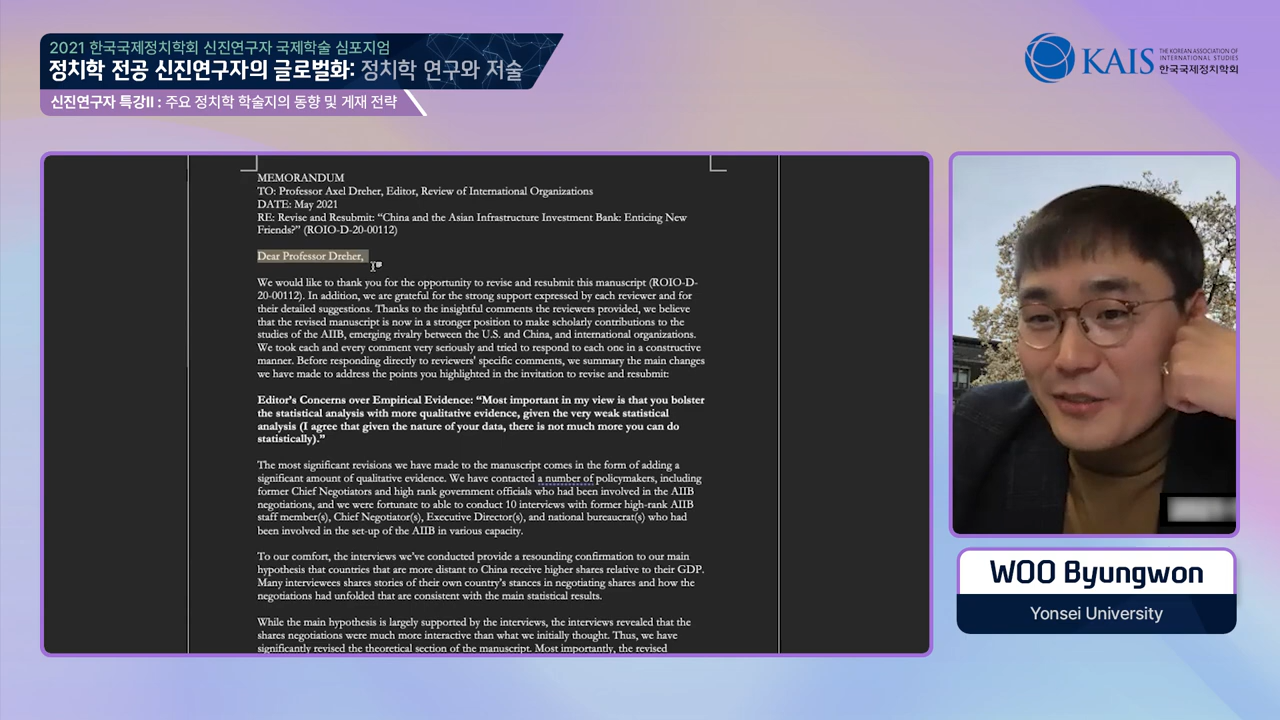 2021 한국국제정치학회 신진연구자 국제학술 심포지엄
정치학 전공 신진연구자의 글로벌화: 정치학 연구와 저술
신진연구자 특강II : 주요 정치학 학술지의 동향 및 게재 전략
KAIS
THE KOREAN ASSOCIATION OF
INTERNATIONAL STUDIES
한국국제정치학회
MEMORANDUM
TO: Professor Axel Dreher, Editor, Review of International Organizations
DATE: May 2021
RE: Revise and Resubmit: “China and the Asian Infrastructure Investment Bank: Enticing New
Friends?” (ROIO-D-20-00112)
Dear Professor Dreher,
We would like to thank you for the opportunity to revise and resubmit this manuscript (ROIO-D-
20-00112). In addition, we are grateful for the strong support expressed by each reviewer and for
their detailed suggestions. Thanks to the insightful comments the reviewers provided, we believe
that the revised manuscript is now in a stronger position to make scholarly contributions to the
studies of the AIIB, emerging rivalry between the U.S. and China, and international organizations.
We took each and every comment very seriously and tried to respond to each one in a constructive
manner. Before responding directly to reviewers’ specific comments, we summary the main changes
we have made to address the points you highlighted in the invitation to revise and resubmit:
Editor’s Concerns over Empirical Evidence: “Most important in my view is that you bolster
the statistical analysis with more qualitative evidence, given the very weak statistical
analysis (I agree that given the nature of your data, there is not much more you can do
statistically).”
The most significant revisions we have made to the manuscript comes in the form of adding a
significant amount of qualitative evidence. We have contacted a number of policymakers, including
former Chief Negotiators and high rank government officials who had been involved in the AIIB
negotiations, and we were fortunate to able to conduct 10 interviews with former high-rank AIIB
staff member(s), Chief Negotiator(s), Executive Director(s), and national bureaucrat(s) who had
been involved in the set-up of the AIIB in various capacity.
To our comfort, the interviews we’ve conducted provide a resounding confirmation to our main
hypothesis that countries that are more distant to China receive higher shares relative to their GDP.
Many interviewees shares stories of their own country’s stances in negotiating shares and how the
negotiations had unfolded that are consistent with the main statistical results.
While the main hypothesis is largely supported by the interviews, the interviews revealed that the
shares negotiations were much more interactive than what we initially thought. Thus, we have
significantly revised the theoretical section of the manuscript. Most importantly, the revised
WOO Byungwon
Yonsei University